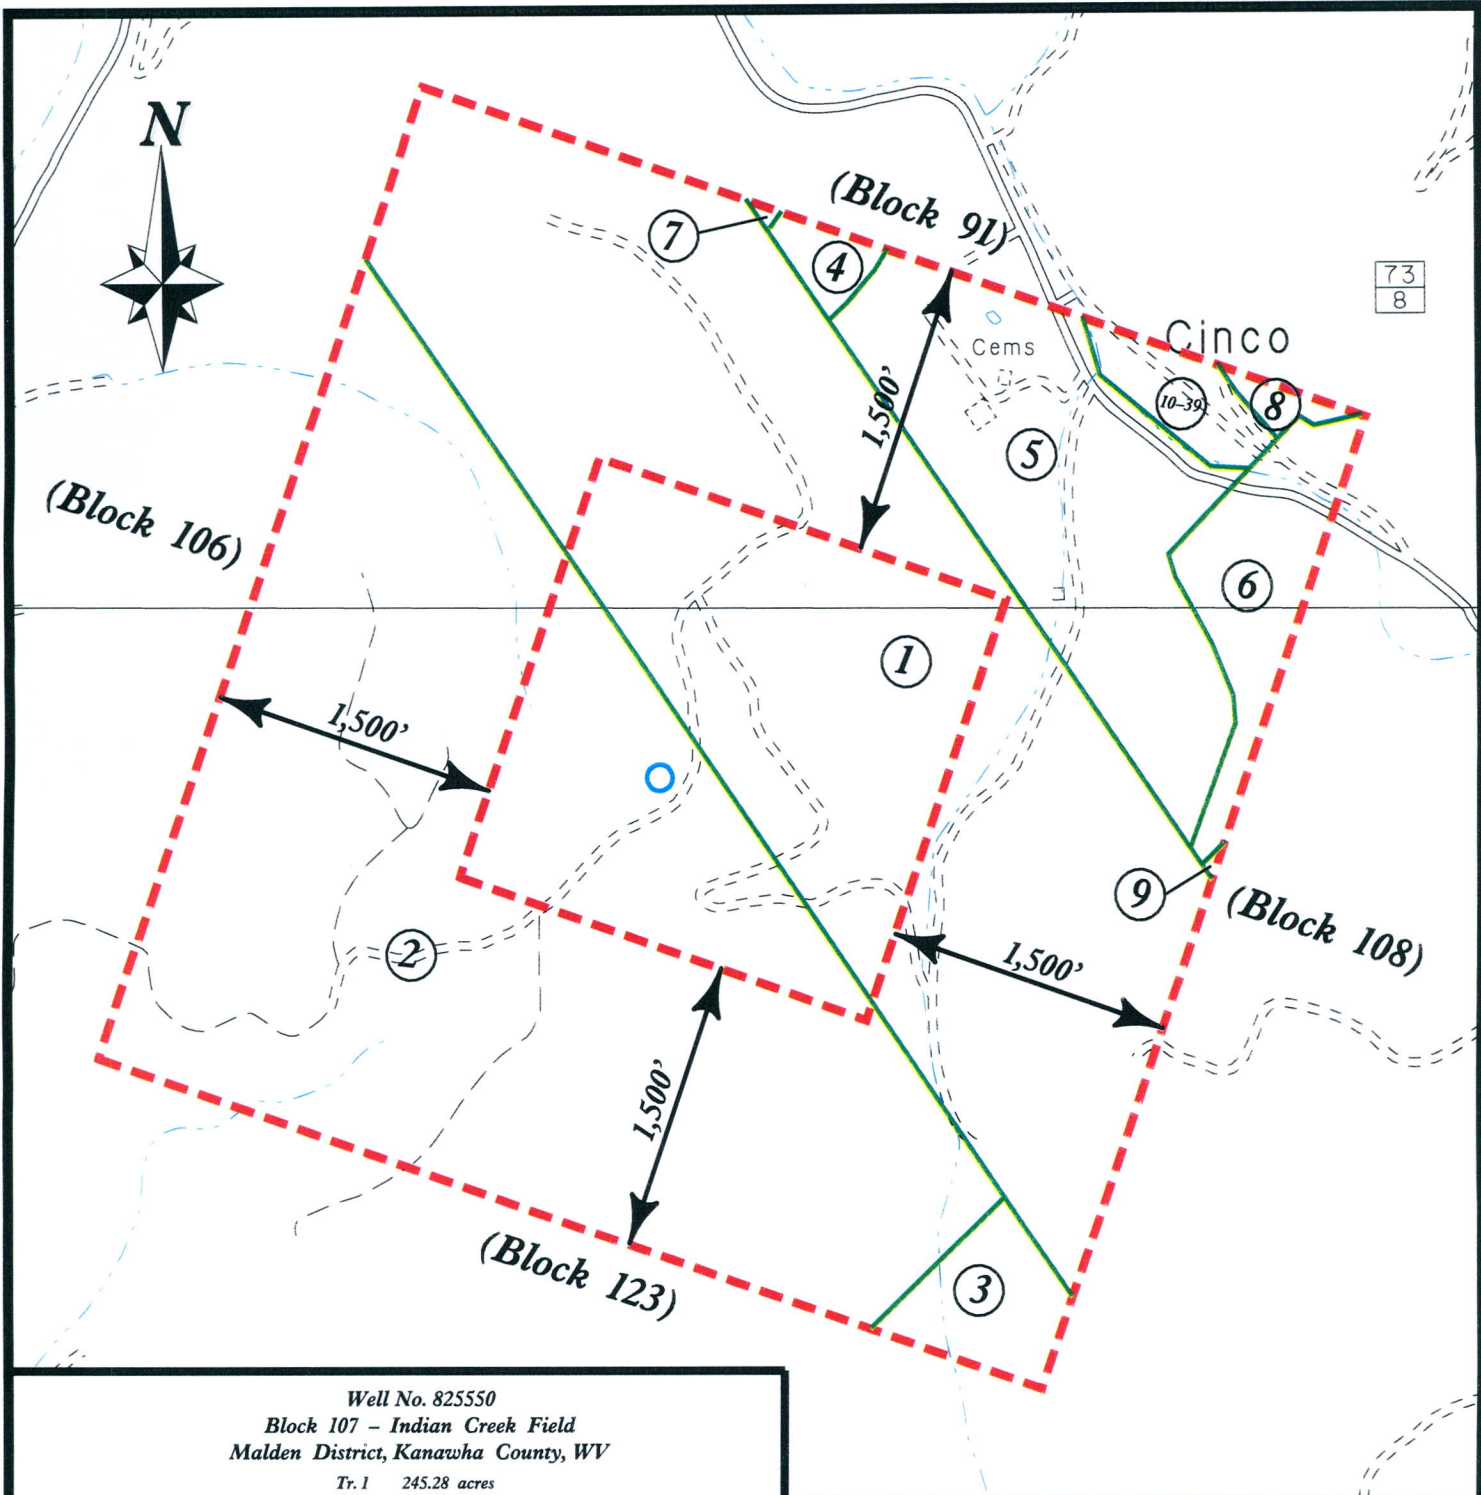 N
(Block 91)
7
4
73
8
Cinco
Cems
1,500'
10-39
8
5
(Block 106)
6
1
1,500'
9
(Block 108)
2
1,500'
1,500'
(Block 123)
3
Well No. 825550
Block 107 – Indian Creek Field
Malden District, Kanawha County, WV
Tr. 1 245.28 acres